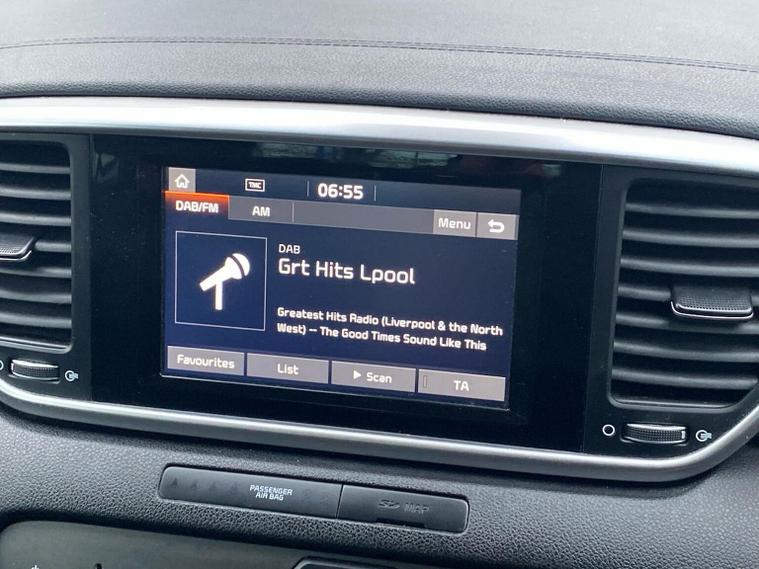 TMC
06:55
DAB/FM
AM
Menu
DAB
Grt Hits Lpool
Greatest Hits Radio (Liverpool & the North
West) -- The Good Times Sound Like This
Favourites
List
Scan
TA
PASSENGER
AIR BAG
SD MAP